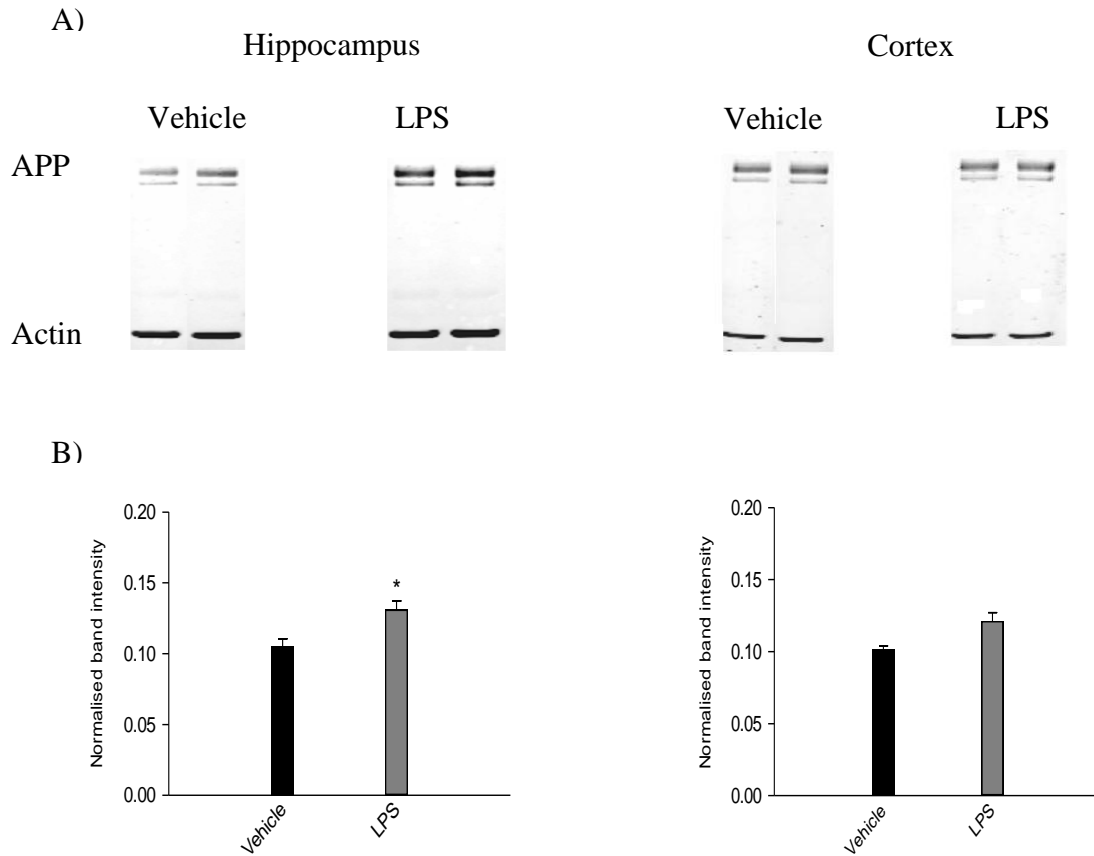 A)
Hippocampus
Cortex
Vehicle
LPS
Vehicle
LPS
APP
Actin
B)
0.20
0.15
0.10
0.05
0.00
Normalised band intensity
*
Vehicle
LPS
0.20
0.15
0.10
0.05
0.00
Normalised band intensity
Vehicle
LPS